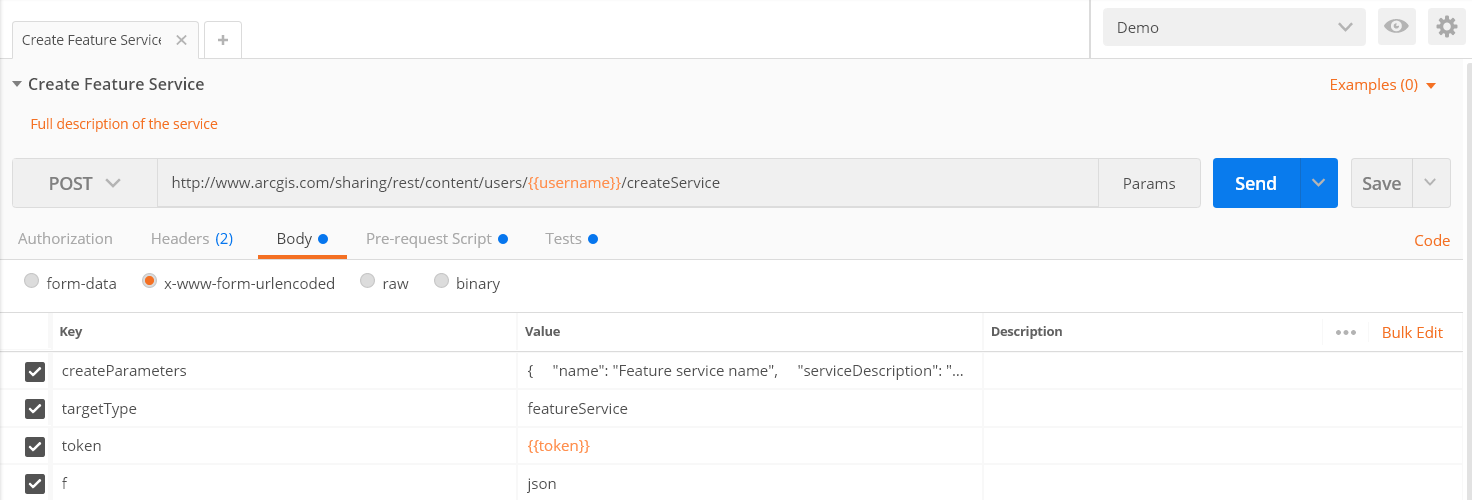 Create Feature Service
Demo
Create Feature Service
Examples (0)
Full description of the service
POST
http://www.arcgis.com/sharing/rest/content/users/{{username}}/createService
Params
Send
Save
Authorization
Headers (2)
Body
Pre-request Script
Tests
Code
form-data
x-www-form-urlencoded
raw
binary
Key
Value
Description
Bulk Edit
createParameters
{ "name": "Feature service name", "serviceDescription": "...
targetType
featureService
token
{{token}}
f
json